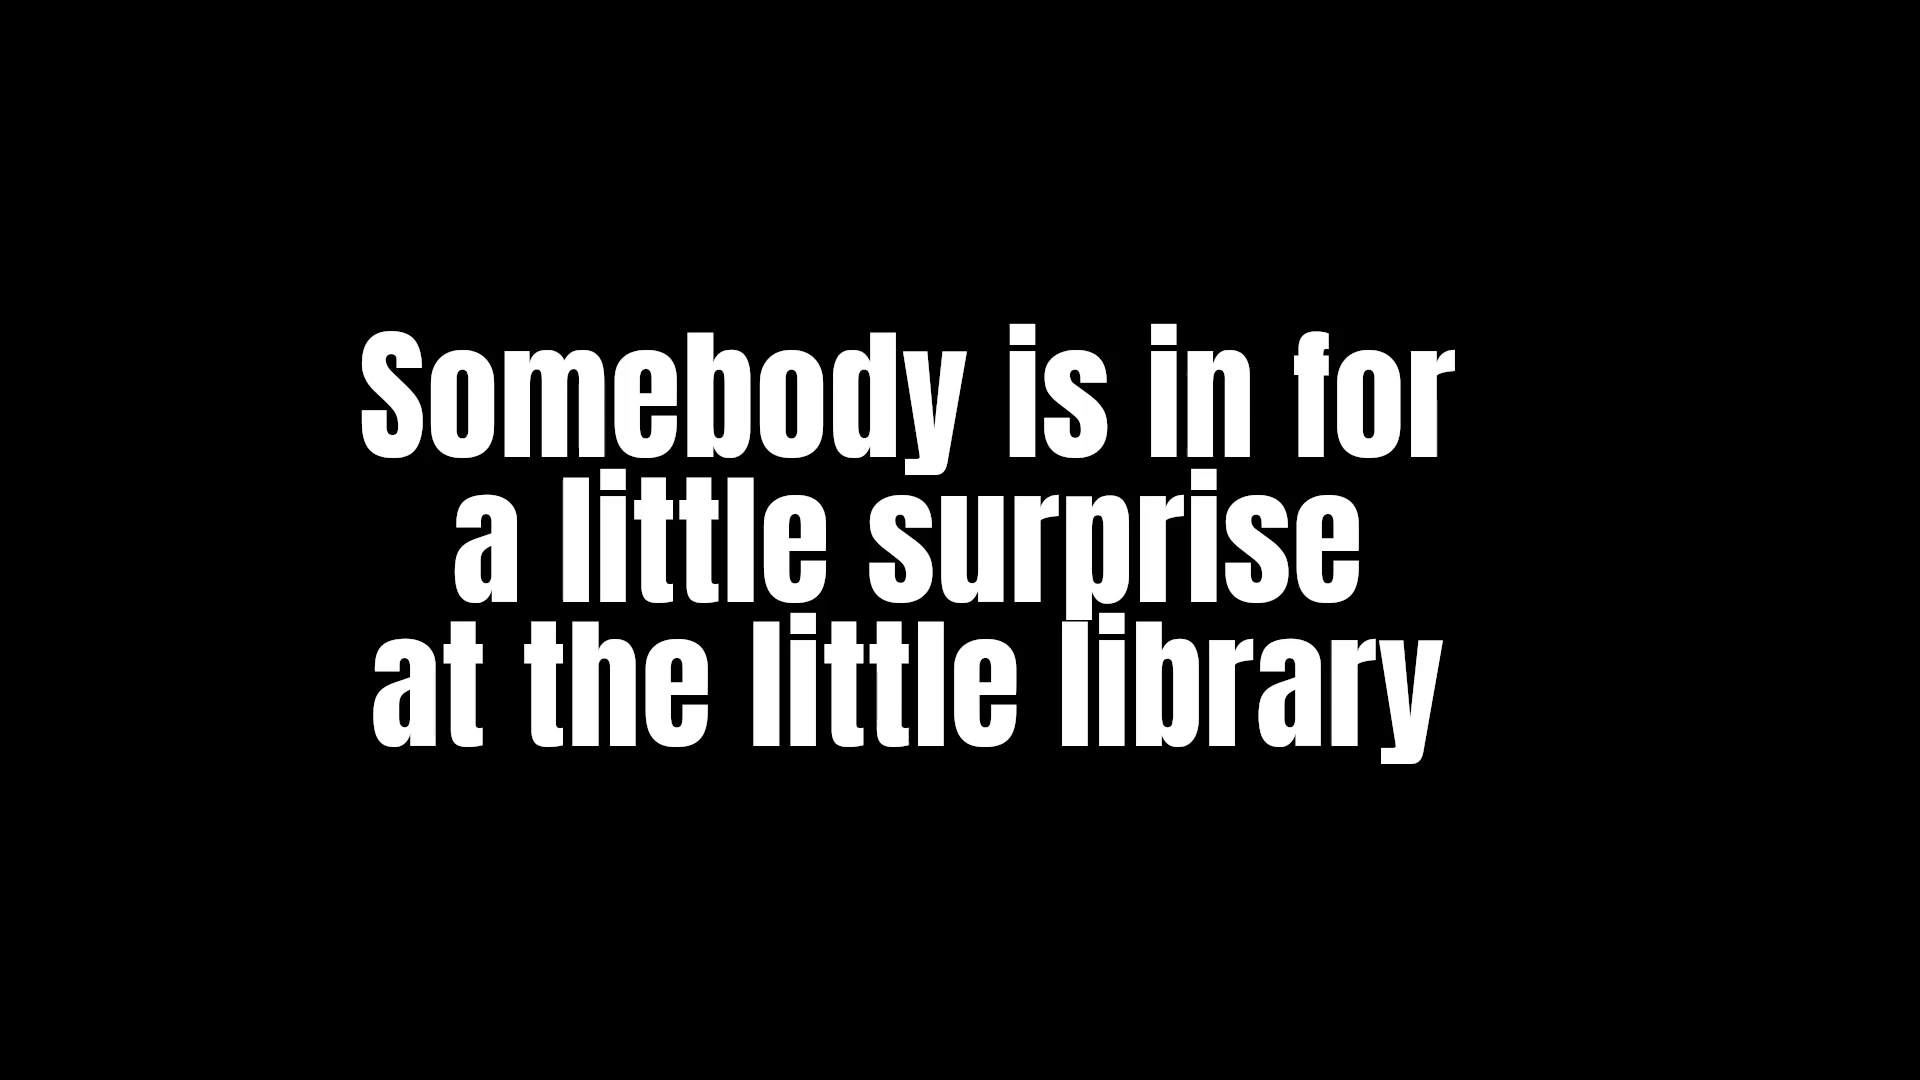 Somebody is in for
a little surprise
at the little library